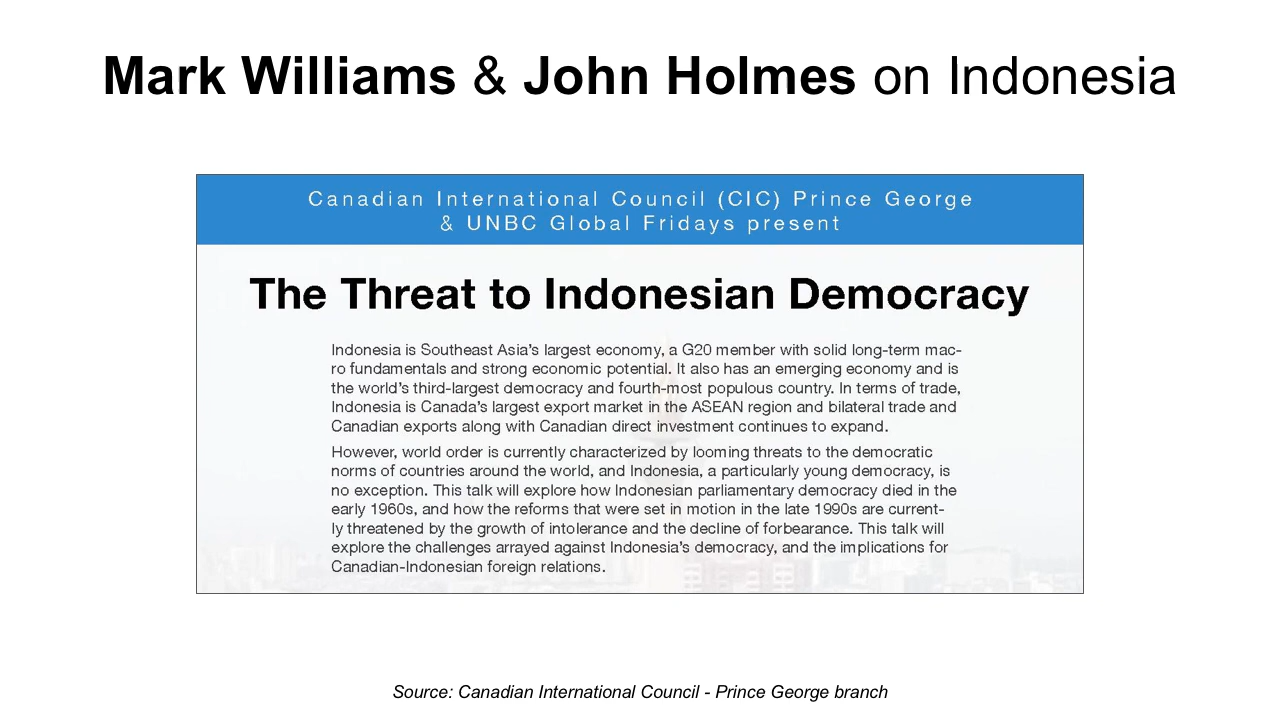 Mark Williams & John Holmes on Indonesia
Canadian International Council (CIC) Prince George
& UNBC Global Fridays present
The Threat to Indonesian Democracy
Indonesia is Southeast Asia's largest economy, a G20 member with solid long-term mac-
ro fundamentals and strong economic potential. It also has an emerging economy and is
the world's third-largest democracy and fourth-most populous country. In terms of trade,
Indonesia is Canada's largest export market in the ASEAN region and bilateral trade and
Canadian exports along with Canadian direct investment continues to expand.
However, world order is currently characterized by looming threats to the democratic
norms of countries around the world, and Indonesia, a particularly young democracy, is
no exception. This talk will explore how Indonesian parliamentary democracy died in the
early 1960s, and how the reforms that were set in motion in the late 1990s are current-
ly threatened by the growth of intolerance and the decline of forbearance. This talk will
explore the challenges arrayed against Indonesia's democracy, and the implications for
Canadian-Indonesian foreign relations.
Source: Canadian International Council - Prince George branch